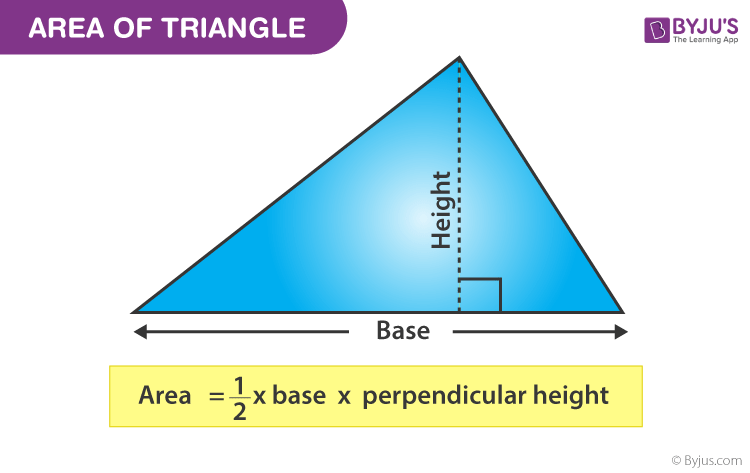 AREA OF TRIANGLE
BYJU'S
The Learning App
Height
Base
Area = 1/2 x base x perpendicular height
© Byjus.com